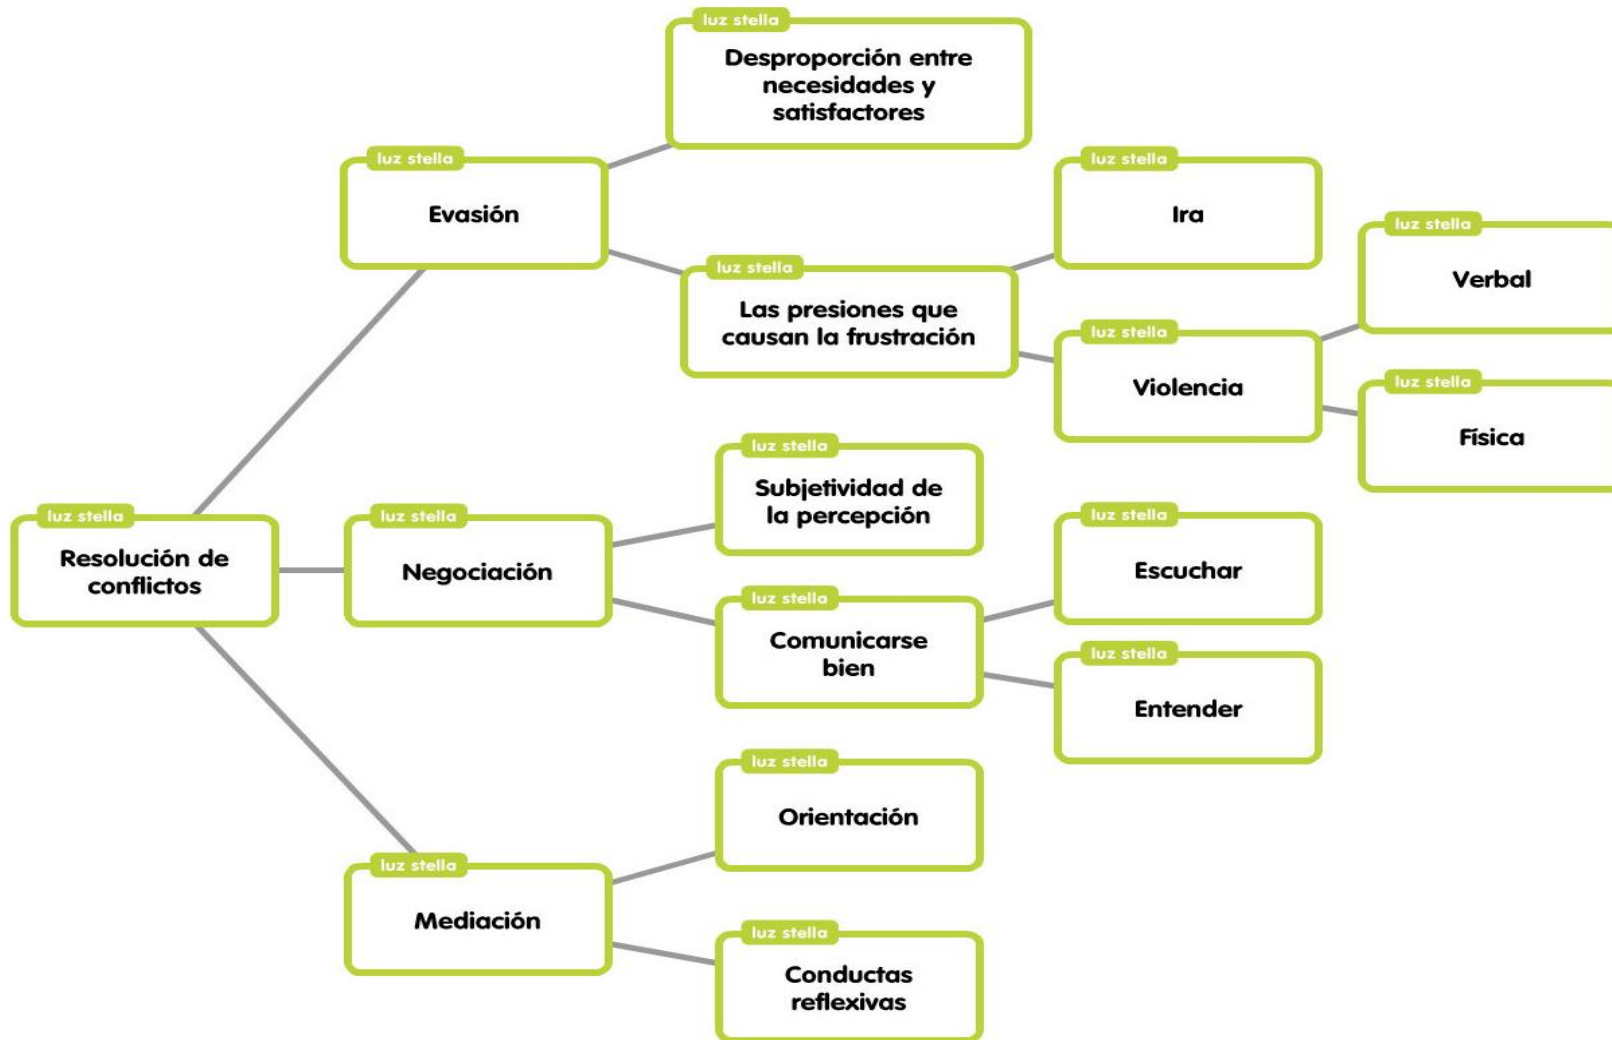 luz stella
Desproporción entre
necesidades y
satisfactores
luz stella
Evasión
luz stella
Ira
luz stella
Verbal
luz stella
Las presiones que
causan la frustración
luz stella
Violencia
luz stella
Física
luz stella
Subjetividad de
la percepción
luz stella
Resolución de
conflictos
luz stella
Negociación
luz stella
Escuchar
luz stella
Comunicarse
bien
luz stella
Entender
luz stella
Orientación
luz stella
Mediación
luz stella
Conductas
reflexivas